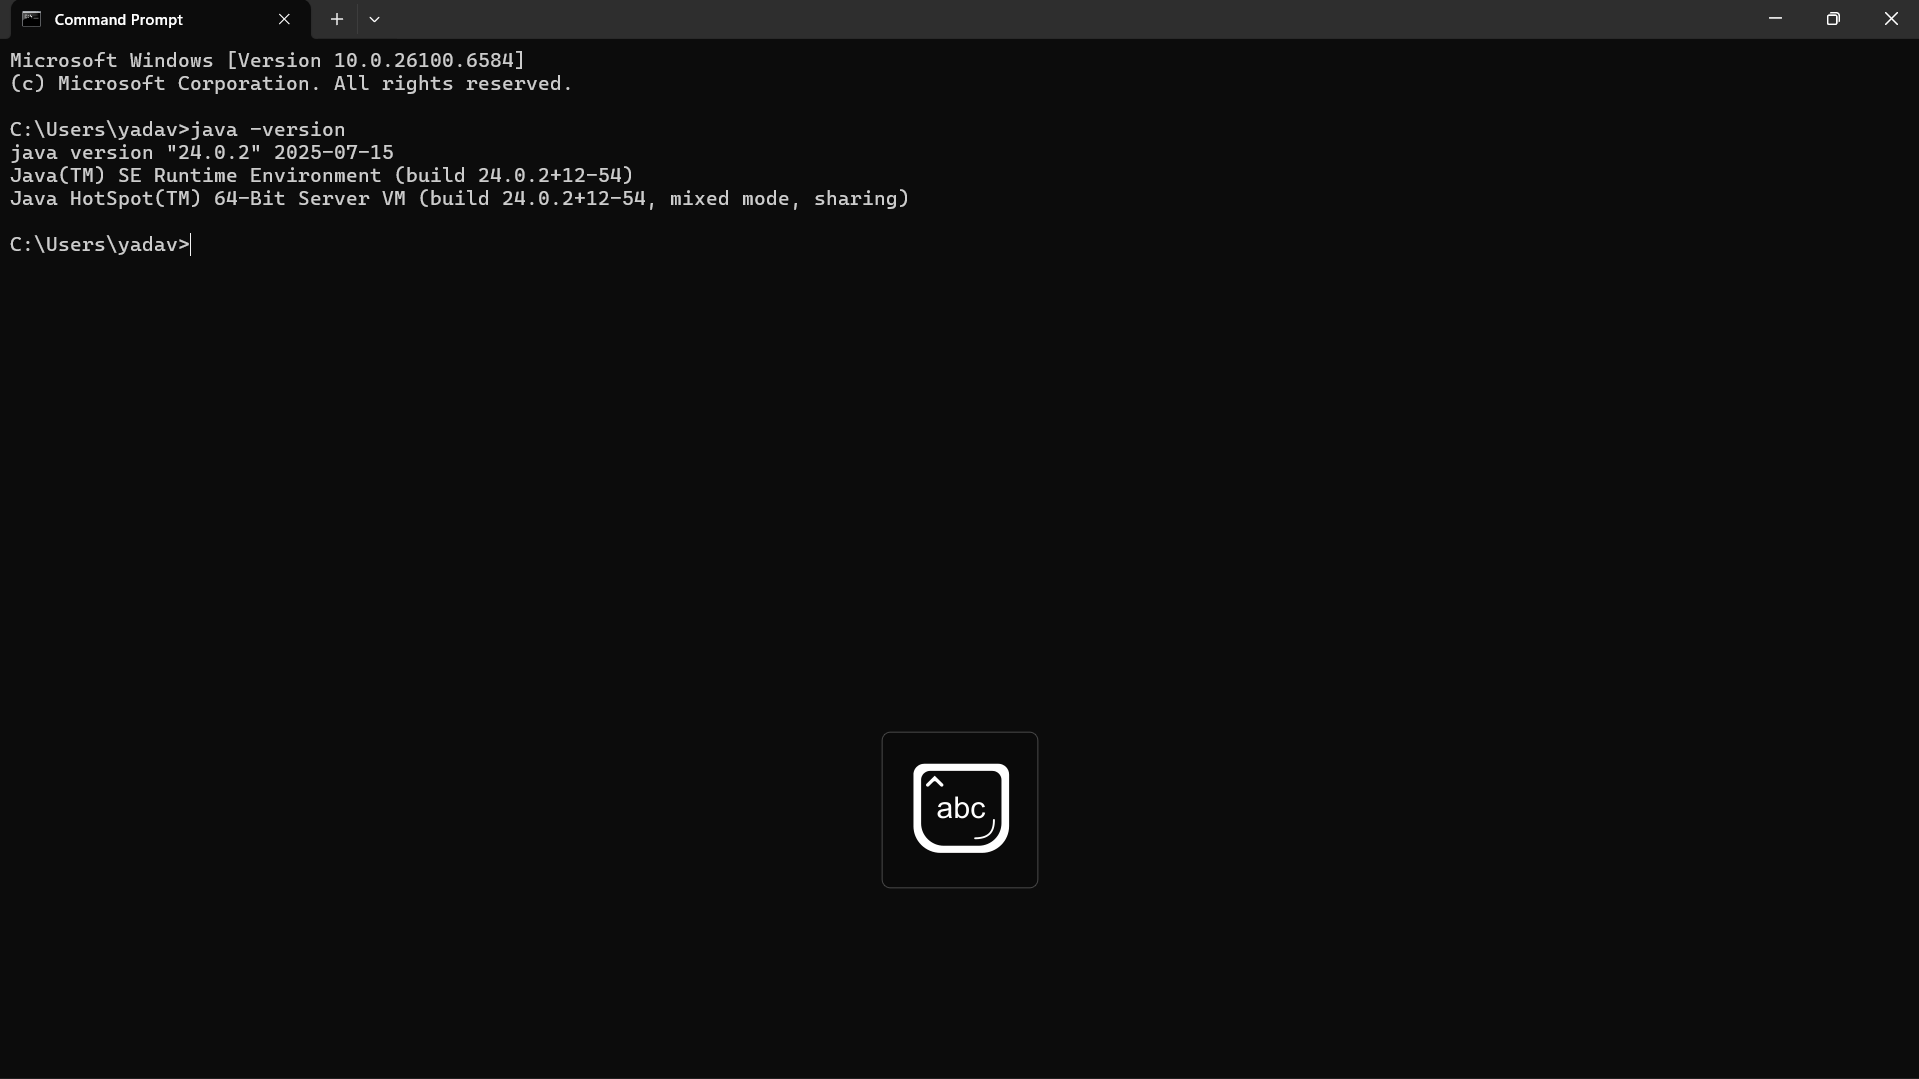 Command Prompt
Microsoft Windows [Version 10.0.26100.6584]
(c) Microsoft Corporation. All rights reserved.
C:\Users\yadav>java -version
java version "24.0.2" 2025-07-15
Java(TM) SE Runtime Environment (build 24.0.2+12-54)
Java HotSpot(TM) 64-Bit Server VM (build 24.0.2+12-54, mixed mode, sharing)
C:\Users\yadav>
abc